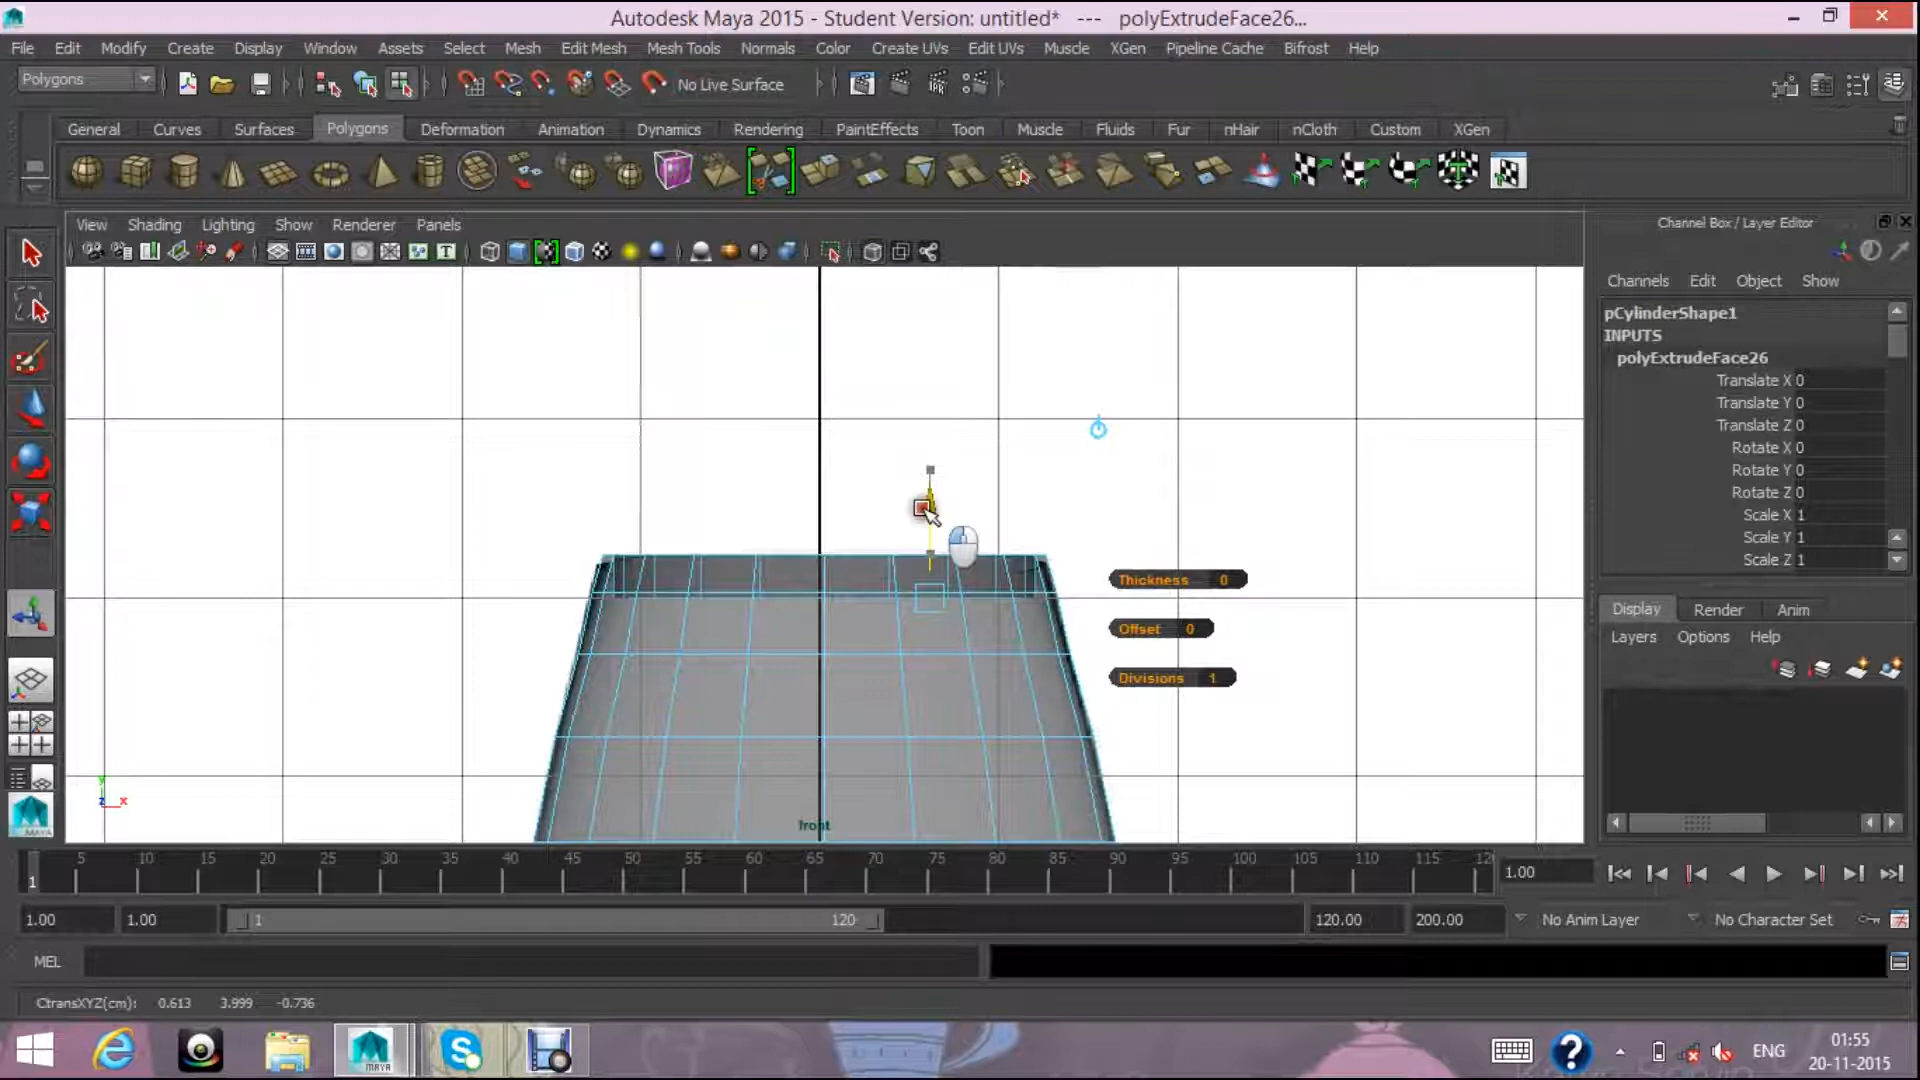 Autodesk Maya 2015 - Student Version: untitled* --- polyExtrudeFace26...
File Edit Modify Create Display Window Assets Select Mesh Edit Mesh Mesh Tools Normals Color Create UVs Edit UVs Muscle XGen Pipeline Cache Bifrost Help
Polygons No Live Surface
General Curves Surfaces Polygons Deformation Animation Dynamics Rendering PaintEffects Toon Muscle Fluids Fur nHair nCloth Custom XGen
View Shading Lighting Show Renderer Panels
Channel Box / Layer Editor
Channels Edit Object Show
pCylinderShape1
INPUTS
polyExtrudeFace26
Translate X 0
Translate Y 0
Translate Z 0
Rotate X 0
Rotate Y 0
Rotate Z 0
Scale X 1
Scale Y 1
Scale Z 1
Thickness 0
Offset 0
Divisions 1
Display Render Anim
Layers Options Help
y
z x
front
MAYA
5 10 15 20 25 30 35 40 45 50 55 60 65 70 75 80 85 90 95 100 105 110 115 12
1
1.00
1.00 1.00 1 120 120.00 200.00 No Anim Layer No Character Set
MEL
CtransXYZ(cm): 0.613 3.999 -0.736
MAYA
ENG
01:55
20-11-2015